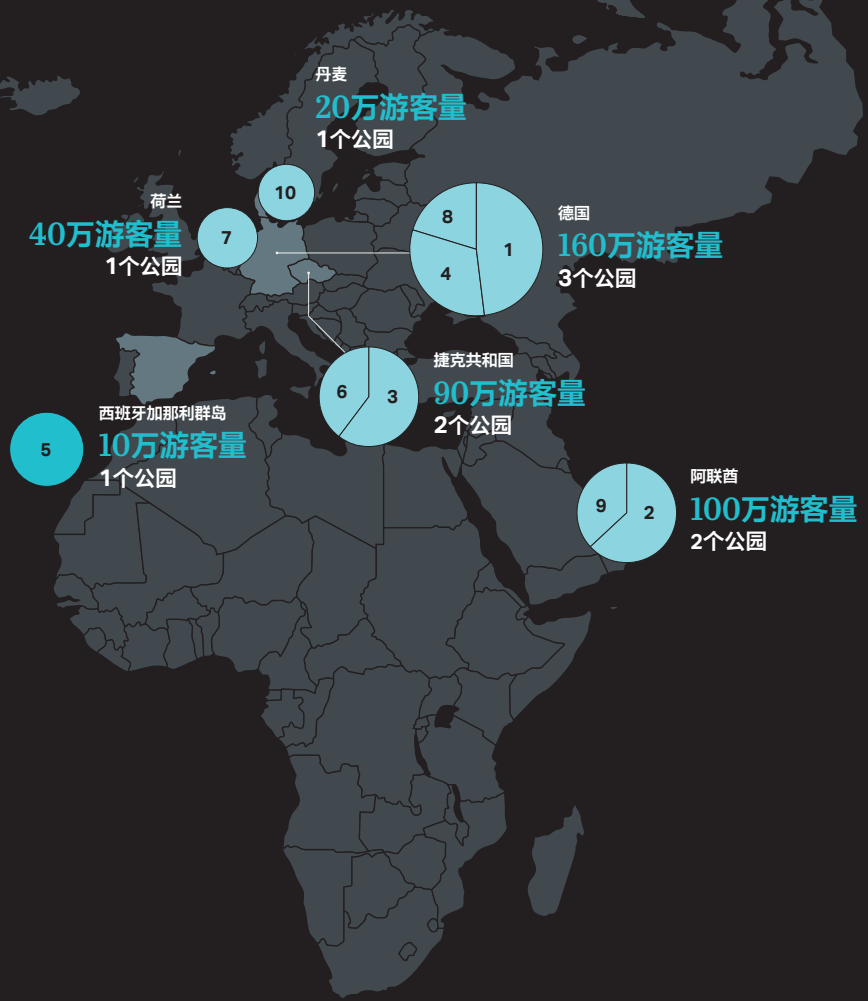 丹麦
20万游客量
1个公园
10
荷兰
40万游客量
1个公园
7
德国
160万游客量
3个公园
8
1
4
捷克共和国
90万游客量
2个公园
6
3
西班牙加那利群岛
10万游客量
1个公园
5
阿联酋
100万游客量
2个公园
9
2